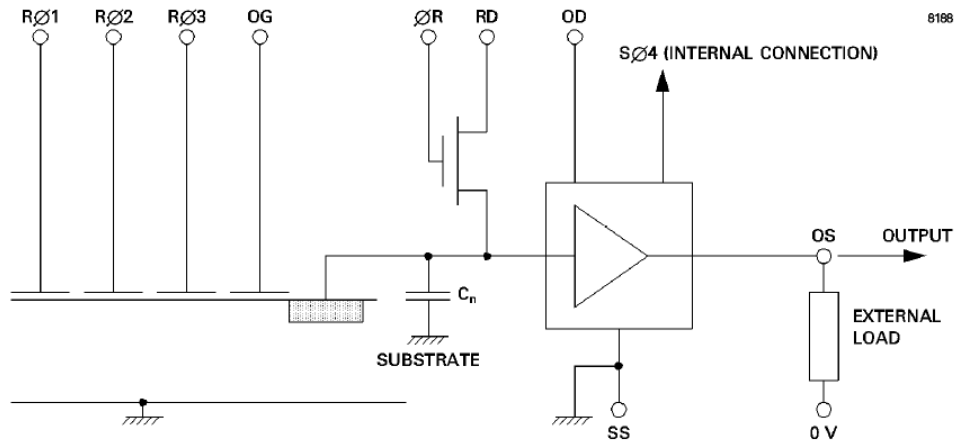 RØ1 RØ2 RØ3 OG ØR RD OD 8188
SØ4 (INTERNAL CONNECTION)
OS OUTPUT
Cn
SUBSTRATE
EXTERNAL
LOAD
SS 0 V